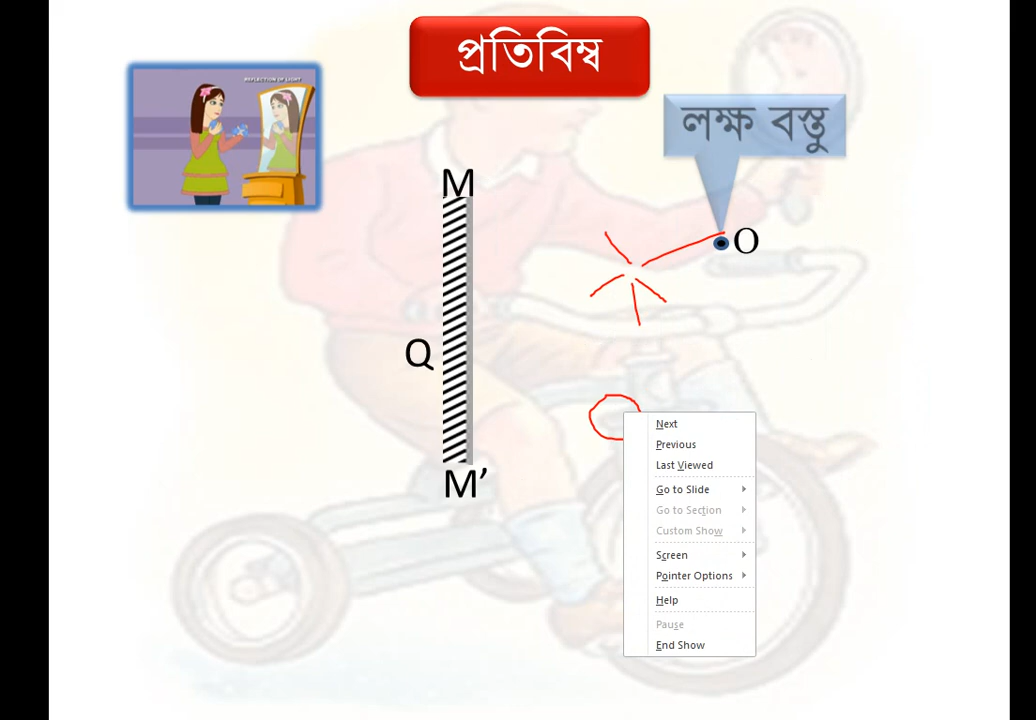 প্রতিবিম্ব
REFLECTION OF LIGHT
লক্ষ বস্তু
M
O
Q
M’
Next
Previous
Last Viewed
Go to Slide
Go to Section
Custom Show
Screen
Pointer Options
Help
Pause
End Show